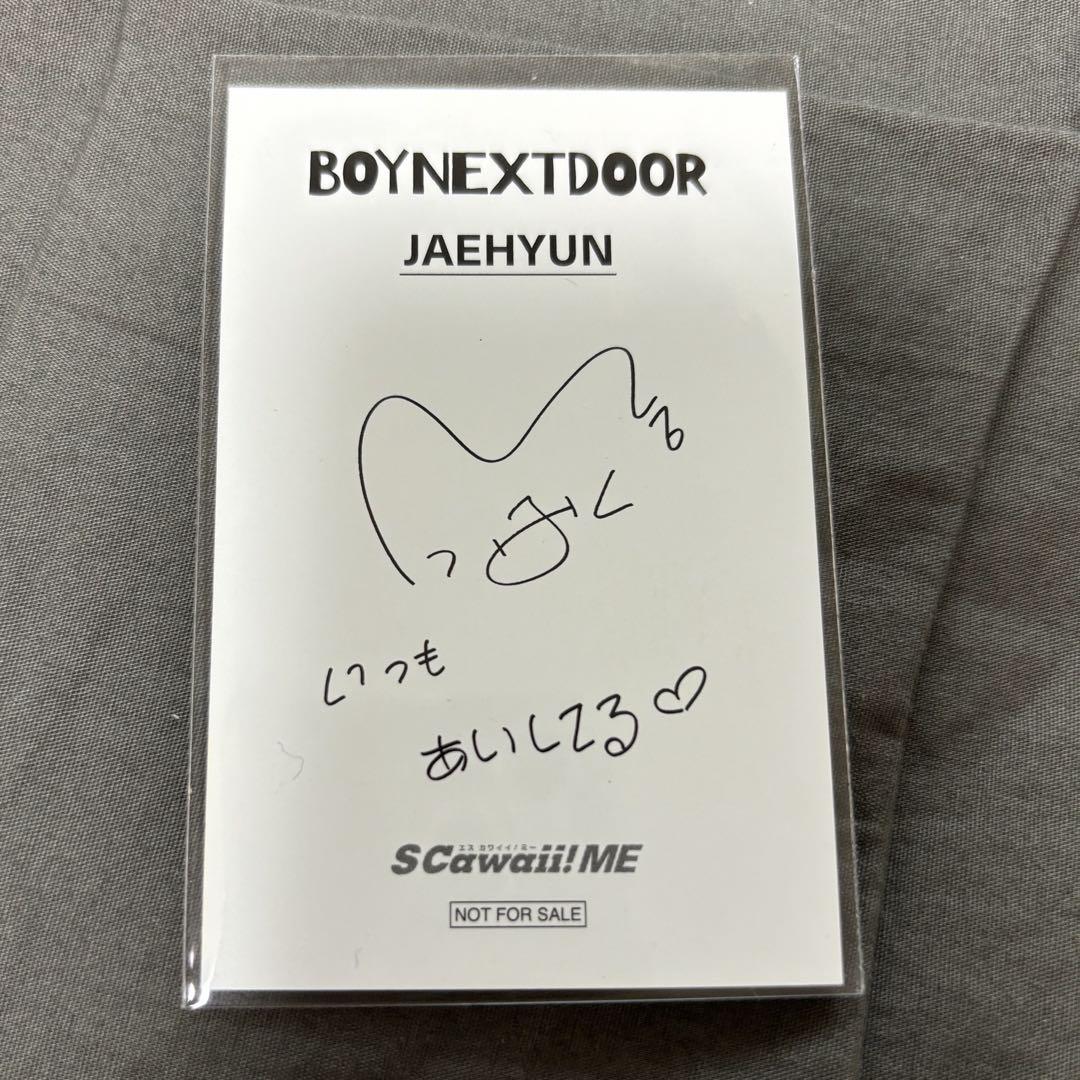 BOYNEXTDOOR
JAEHYUN
いつも
あいしてる♡
エス カワイイ！ミー
SCawaii!ME
NOT FOR SALE